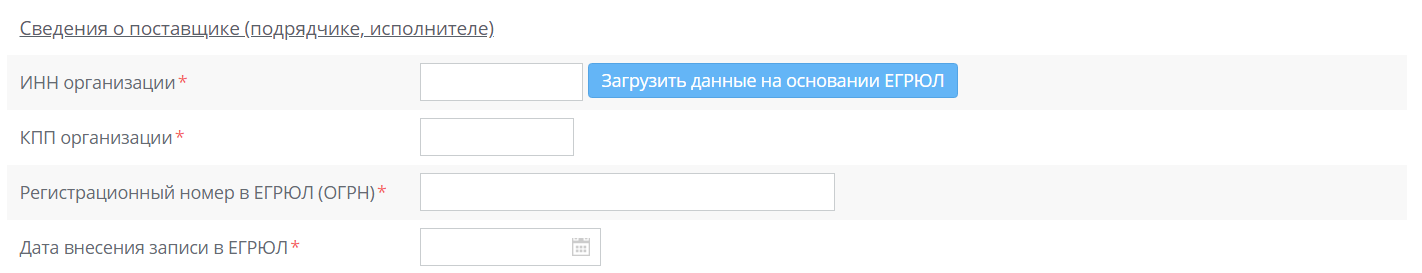 Сведения о поставщике (подрядчике, исполнителе)
ИНН организации* Загрузить данные на основании ЕГРЮЛ
КПП организации*
Регистрационный номер в ЕГРЮЛ (ОГРН)*
Дата внесения записи в ЕГРЮЛ*